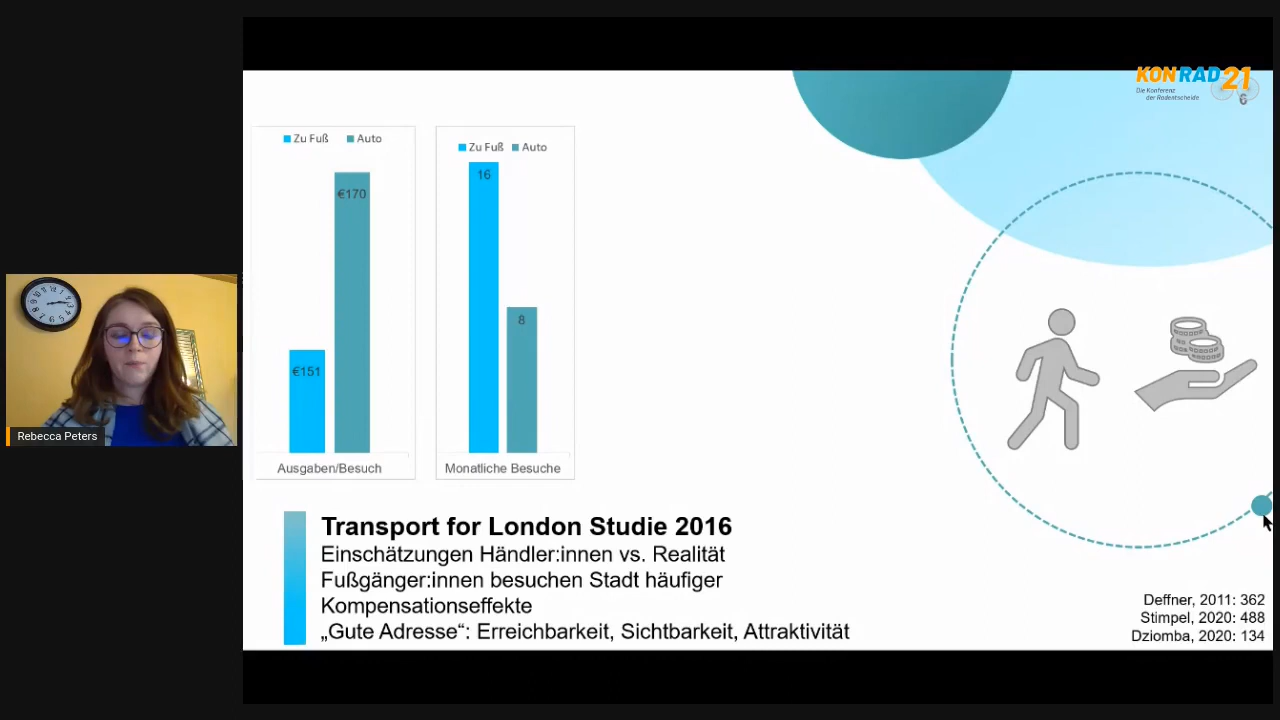 KONRAD21
Die Konferenz
der Radentscheide
6
Zu Fuß Auto
€170
€151
Ausgaben/Besuch
Zu Fuß Auto
16
8
Monatliche Besuche
Rebecca Peters
Transport for London Studie 2016
Einschätzungen Händler:innen vs. Realität
Fußgänger:innen besuchen Stadt häufiger
Kompensationseffekte
„Gute Adresse“: Erreichbarkeit, Sichtbarkeit, Attraktivität
Deffner, 2011: 362
Stimpel, 2020: 488
Dziomba, 2020: 134